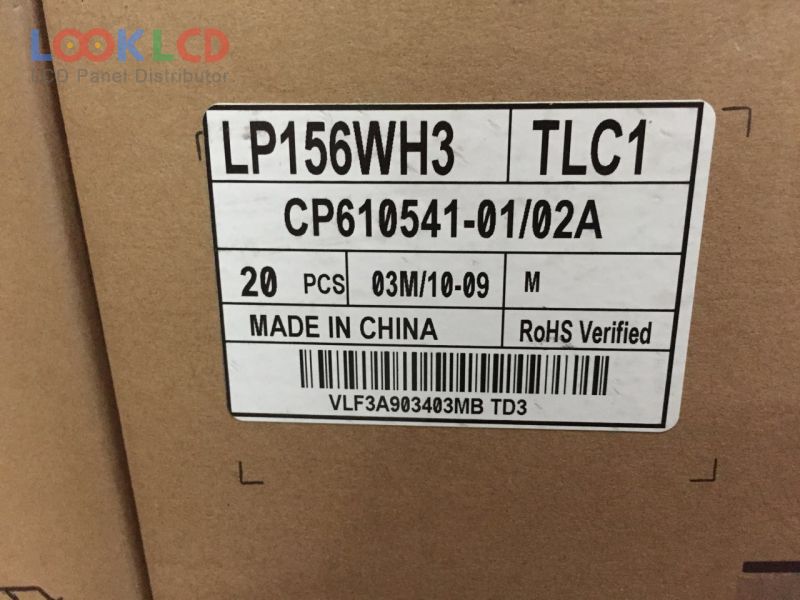 LOOKLCD
LCD Panel Distributor
LP156WH3 TLC1
CP610541-01/02A
20 PCS 03M/10-09 M
MADE IN CHINA RoHS Verified
VLF3A903403MB TD3